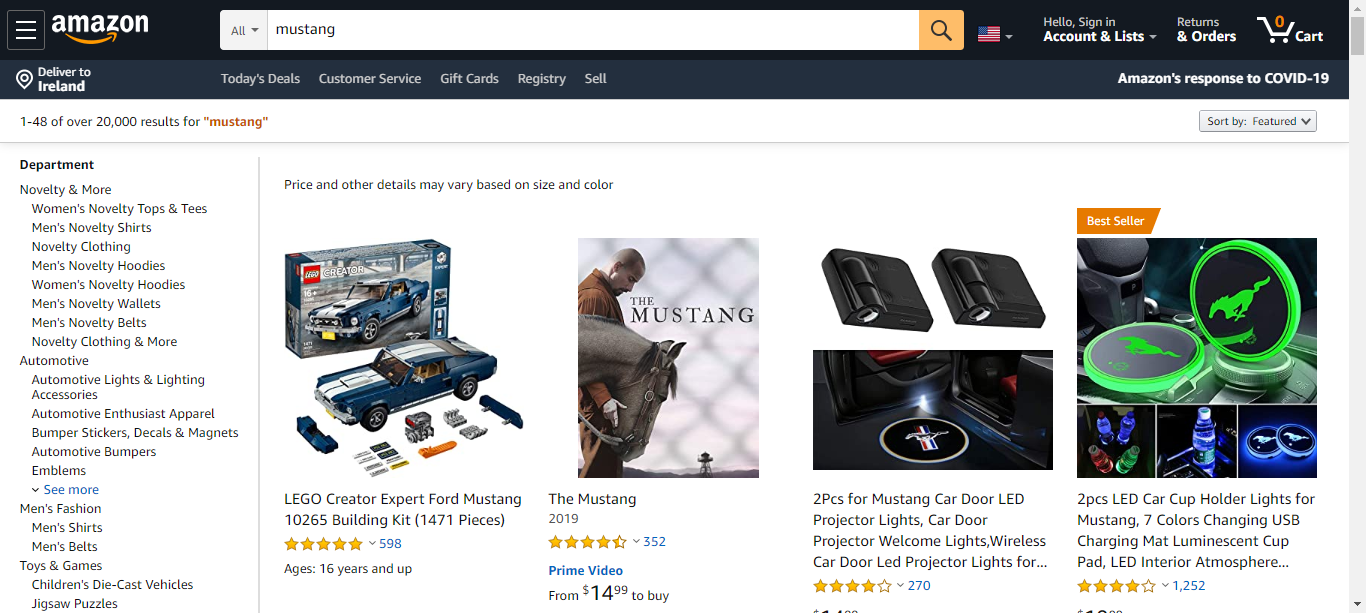 amazon
All
mustang
Hello, Sign in
Account & Lists
Returns
& Orders
0
Cart
Deliver to
Ireland
Today's Deals
Customer Service
Gift Cards
Registry
Sell
Amazon's response to COVID-19
1-48 of over 20,000 results for "mustang"
Sort by: Featured
Department
Novelty & More
Women's Novelty Tops & Tees
Men's Novelty Shirts
Novelty Clothing
Men's Novelty Hoodies
Women's Novelty Hoodies
Men's Novelty Wallets
Men's Novelty Belts
Novelty Clothing & More
Automotive
Automotive Lights & Lighting
Accessories
Automotive Enthusiast Apparel
Bumper Stickers, Decals & Magnets
Automotive Bumpers
Emblems
See more
Men's Fashion
Men's Shirts
Men's Belts
Toys & Games
Children's Die-Cast Vehicles
Jigsaw Puzzles
Price and other details may vary based on size and color
LEGO
CREATOR
16+
LEGO Creator Expert Ford Mustang
10265 Building Kit (1471 Pieces)
598
Ages: 16 years and up
THE
MUSTANG
The Mustang
2019
352
Prime Video
From $14.99 to buy
2Pcs for Mustang Car Door LED
Projector Lights, Car Door
Projector Welcome Lights,Wireless
Car Door Led Projector Lights for...
270
Best Seller
2pcs LED Car Cup Holder Lights for
Mustang, 7 Colors Changing USB
Charging Mat Luminescent Cup
Pad, LED Interior Atmosphere...
1,252